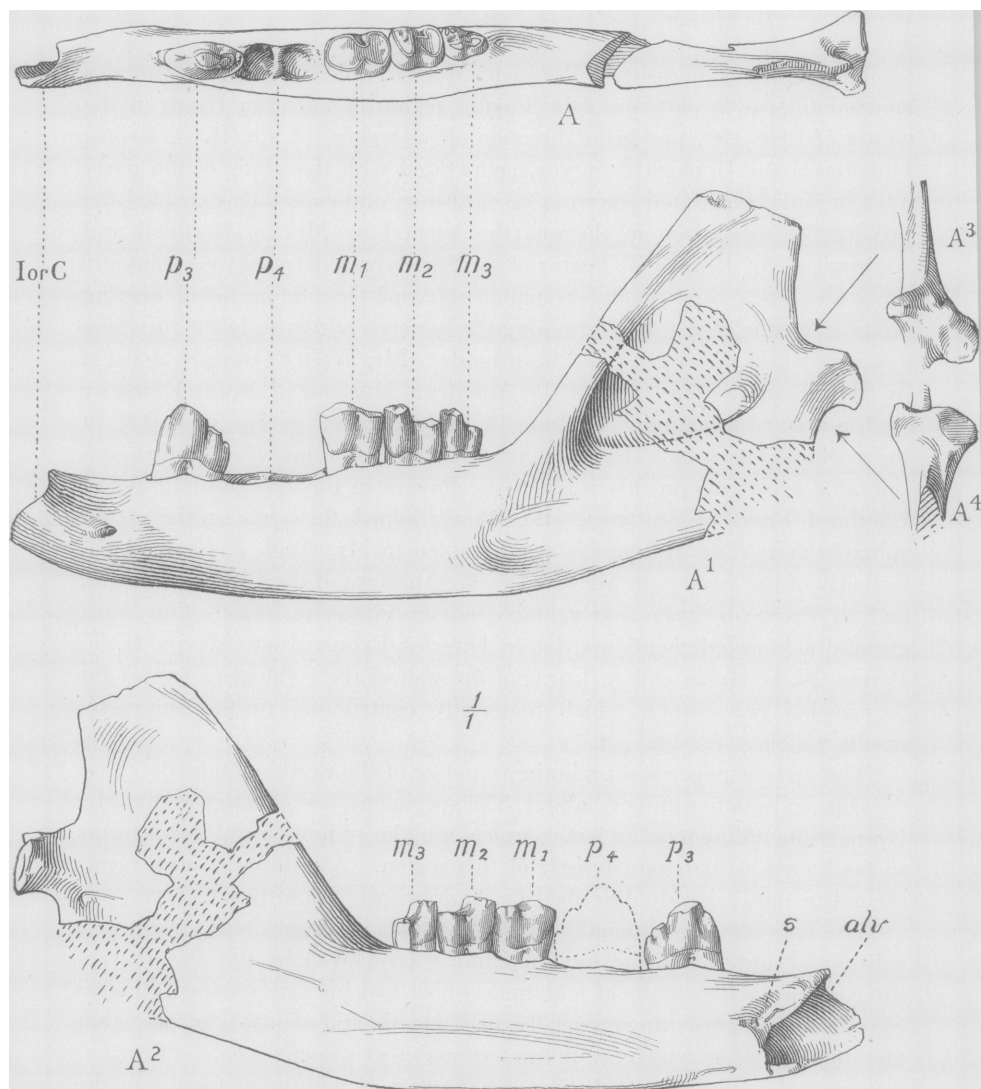 A
I or C p₃ p₄ m₁ m₂ m₃ A³
A⁴
A¹
1/1
m₃ m₂ m₁ p₄ p₃
s alv
A²